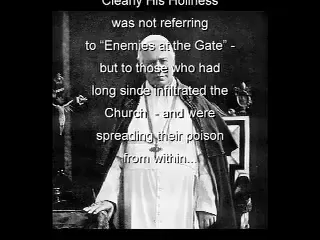 Clearly His Holiness
was not referring
to “Enemies at the Gate” -
but to those who had
long since infiltrated the
Church - and were
spreading their poison
from within...